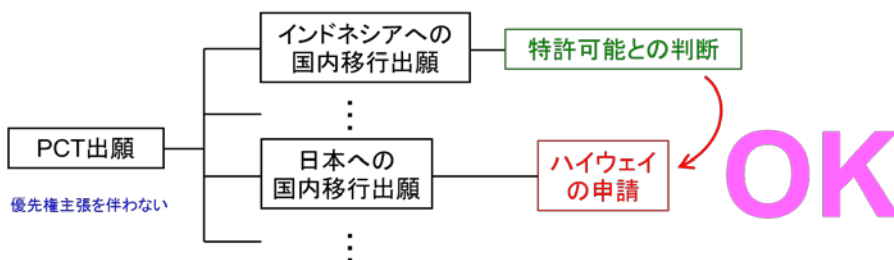 インドネシアへの
国内移行出願
特許可能との判断
PCT出願
優先権主張を伴わない
日本への
国内移行出願
ハイウェイ
の申請
OK